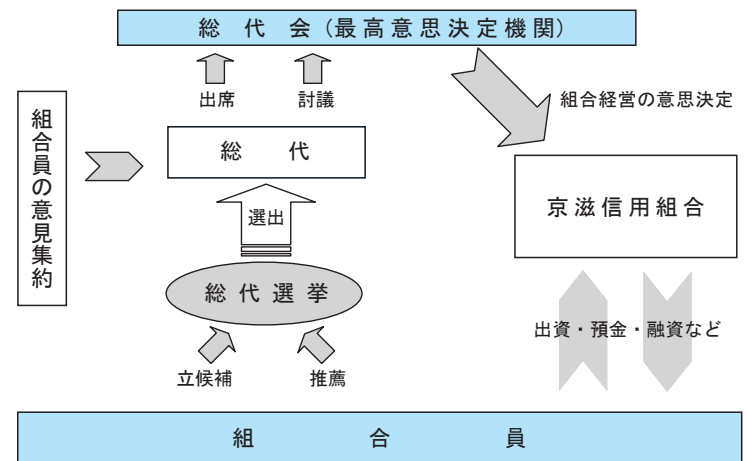 総代会（最高意思決定機関）
出席
討議
組合経営の意思決定
組合員の意見集約
総代
京滋信用組合
選出
総代選挙
出資・預金・融資など
立候補
推薦
組合員